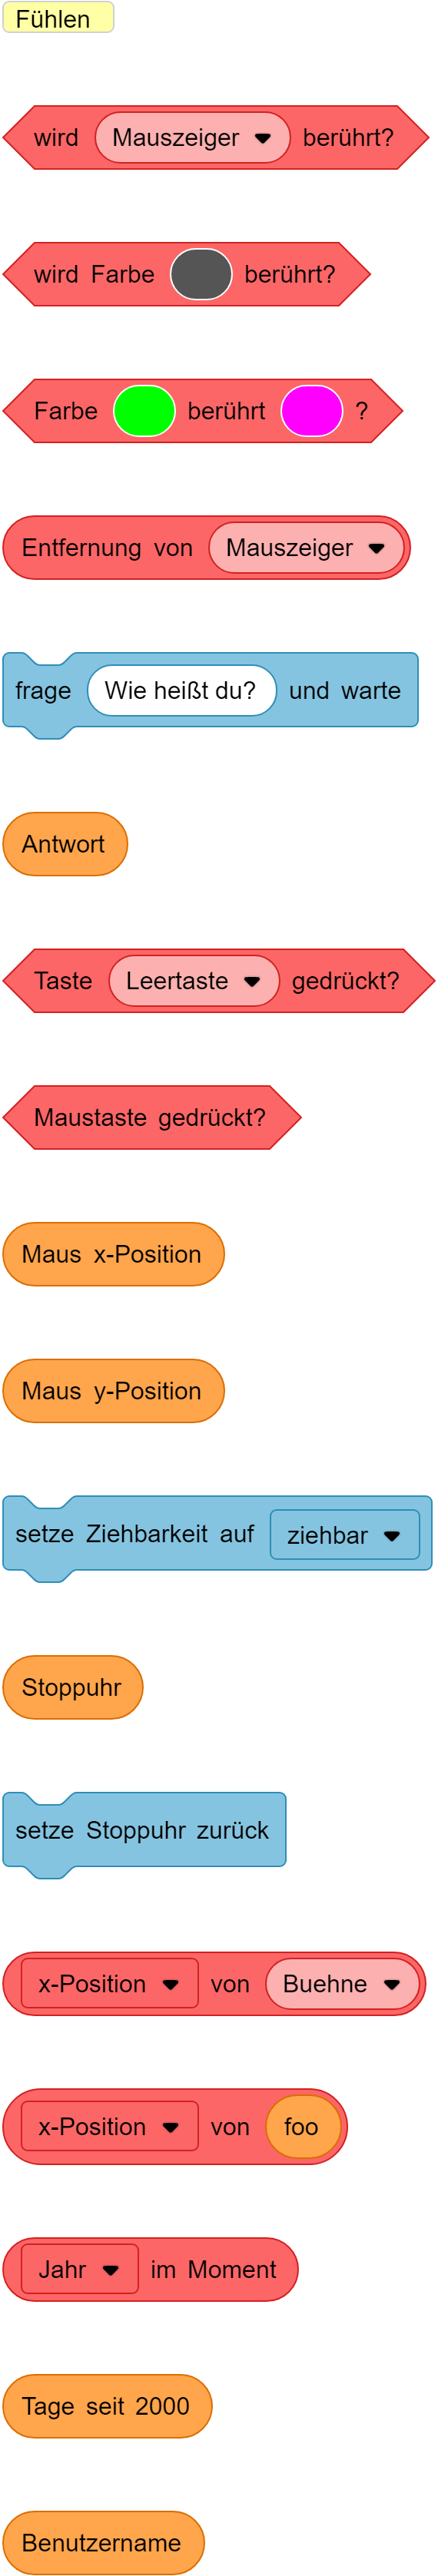 Fühlen
wird Mauszeiger berührt?
wird Farbe berührt?
Farbe berührt ?
Entfernung von Mauszeiger
frage Wie heißt du? und warte
Antwort
Taste Leertaste gedrückt?
Maustaste gedrückt?
Maus x-Position
Maus y-Position
setze Ziehbarkeit auf ziehbar
Stoppuhr
setze Stoppuhr zurück
x-Position von Buehne
x-Position von foo
Jahr im Moment
Tage seit 2000
Benutzername